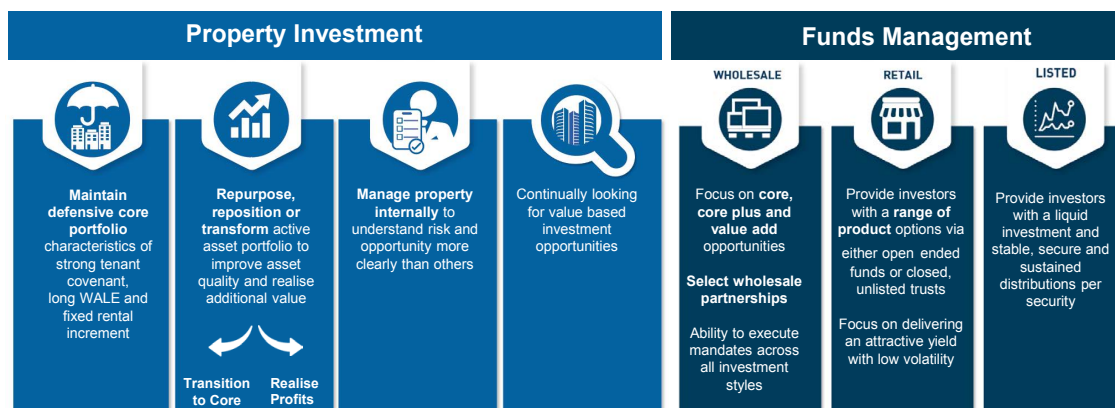 Property Investment
Maintain
defensive core
portfolio
characteristics of
strong tenant
covenant,
long WALE and
fixed rental
increment
Repurpose,
reposition or
transform active
asset portfolio to
improve asset
quality and realise
additional value
Transition
to Core
Realise
Profits
Manage property
internally to
understand risk and
opportunity more
clearly than others
Continually looking
for value based
investment
opportunities
Funds Management
WHOLESALE
Focus on core,
core plus and
value add
opportunities
Select wholesale
partnerships
Ability to execute
mandates across
all investment
styles
RETAIL
Provide investors
with a range of
product options via
either open ended
funds or closed,
unlisted trusts
Focus on delivering
an attractive yield
with low volatility
LISTED
Provide investors
with a liquid
investment and
stable, secure and
sustained
distributions per
security